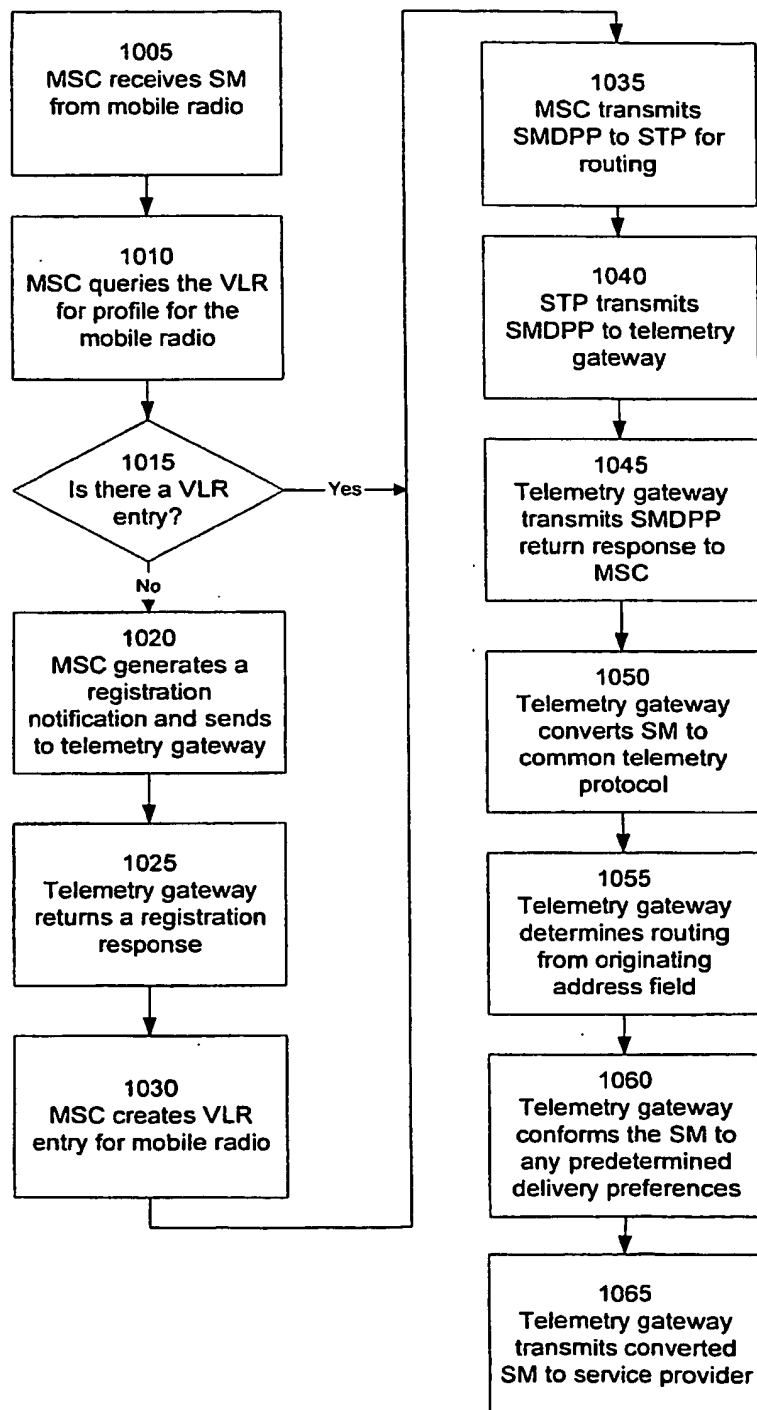 1005
MSC receives SM
from mobile radio
1010
MSC queries the VLR
for profile for the
mobile radio
1015
Is there a VLR
entry?
Yes
No
1020
MSC generates a
registration
notification and sends
to telemetry gateway
1025
Telemetry gateway
returns a registration
response
1030
MSC creates VLR
entry for mobile radio
1035
MSC transmits
SMDPP to STP for
routing
1040
STP transmits
SMDPP to telemetry
gateway
1045
Telemetry gateway
transmits SMDPP
return response to
MSC
1050
Telemetry gateway
converts SM to
common telemetry
protocol
1055
Telemetry gateway
determines routing
from originating
address field
1060
Telemetry gateway
conforms the SM to
any predetermined
delivery preferences
1065
Telemetry gateway
transmits converted
SM to service provider